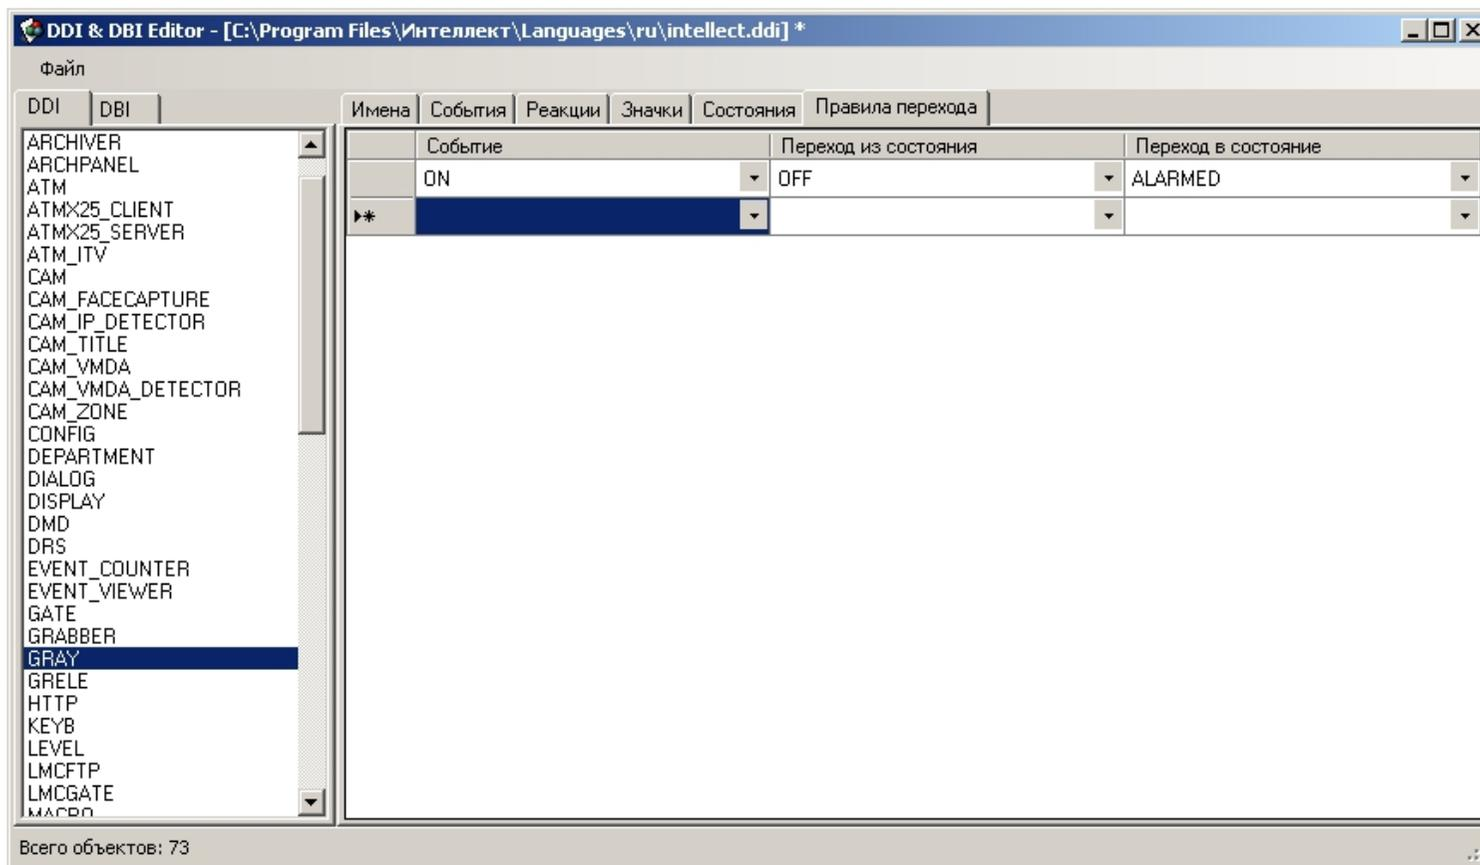 DDI & DBI Editor - [C:\Program Files\Интеллект\Languages\ru\intellect.ddi] *
Файл
DDI DBI
Имена События Реакции Значки Состояния Правила перехода
Событие Переход из состояния Переход в состояние
ON OFF ALARMED
ARCHIVER
ARCHPANEL
ATM
ATMX25_CLIENT
ATMX25_SERVER
ATM_ITV
CAM
CAM_FACECAPTURE
CAM_IP_DETECTOR
CAM_TITLE
CAM_VMDA
CAM_VMDA_DETECTOR
CAM_ZONE
CONFIG
DEPARTMENT
DIALOG
DISPLAY
DMD
DRS
EVENT_COUNTER
EVENT_VIEWER
GATE
GRABBER
GRAY
GRELE
HTTP
KEYB
LEVEL
LMCFTP
LMCGATE
MACRO
Всего объектов: 73